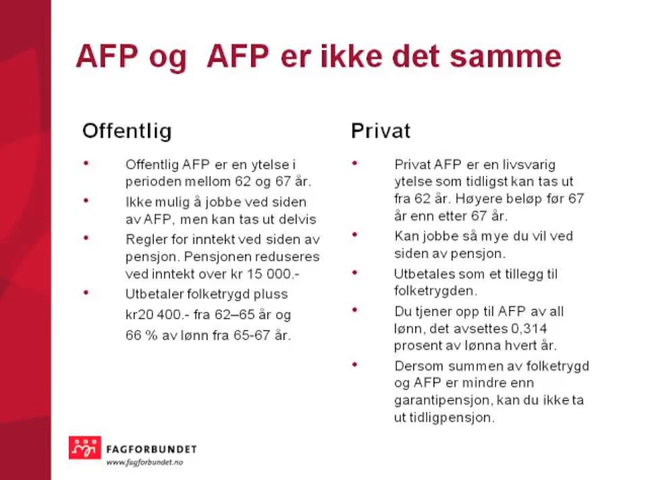 AFP og AFP er ikke det samme
Offentlig
• Offentlig AFP er en ytelse i
perioden mellom 62 og 67 år.
• Ikke mulig å jobbe ved siden
av AFP, men kan tas ut delvis
• Regler for inntekt ved siden av
pensjon. Pensjonen reduseres
ved inntekt over kr 15 000.-
• Utbetaler folketrygd pluss
kr20 400.- fra 62–65 år og
66 % av lønn fra 65-67 år.
Privat
• Privat AFP er en livsvarig
ytelse som tidligst kan tas ut
fra 62 år. Høyere beløp før 67
år enn etter 67 år.
• Kan jobbe så mye du vil ved
siden av pensjon.
• Utbetales som et tillegg til
folketrygden.
• Du tjener opp til AFP av all
lønn, det avsettes 0,314
prosent av lønna hvert år.
• Dersom summen av folketrygd
og AFP er mindre enn
garantipensjon, kan du ikke ta
ut tidligpensjon.
FAGFORBUNDET
www.fagforbundet.no